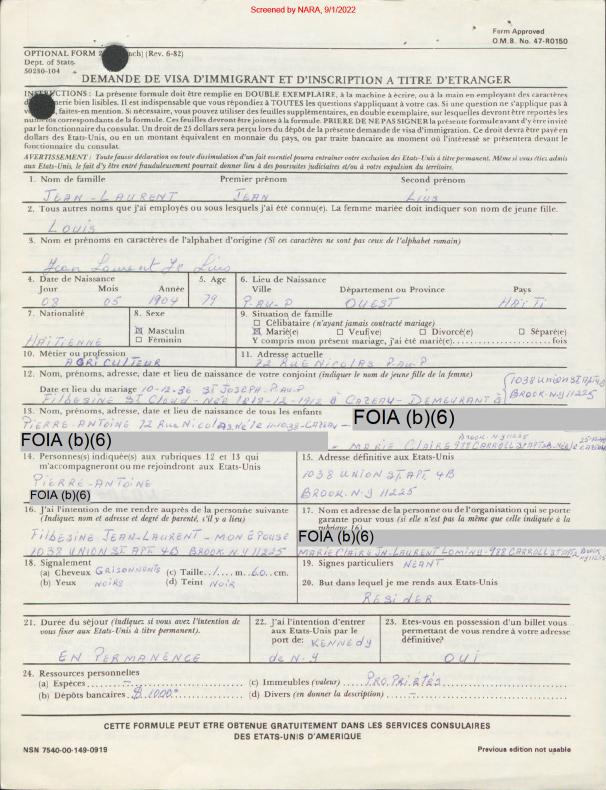 Screened by NARA, 9/1/2022
Form Approved
O.M.B. No. 47-R0150
OPTIONAL FORM 2 (Rev. 6-82)
Dept. of State
50230-104
DEMANDE DE VISA D'IMMIGRANT ET D'INSCRIPTION A TITRE D'ETRANGER
INSTRUCTIONS : La présente formule doit être remplie en DOUBLE EXEMPLAIRE, à la machine à écrire, ou à la main en employant des caractères
merie bien lisibles. Il est indispensable que vous répondiez à TOUTES les questions s'appliquant à votre cas. Si une question ne s'applique pas à
faites-en mention. Si nécessaire, vous pouvez utiliser des feuilles supplémentaires, en double exemplaire, sur lesquelles devront être reportés les
numéros correspondants de la formule. Ces feuilles devront être jointes à la formule. PRIERE DE NE PAS SIGNER la présente formule avant d'y être invité
par le fonctionnaire du consulat. Un droit de 25 dollars sera perçu lors du dépôt de la présente demande de visa d'immigration. Ce droit devra être payé en
dollars des Etats-Unis, ou en un montant équivalent en monnaie du pays, ou par traite bancaire au moment où l'intéressé se présentera devant le
fonctionnaire du consulat.
AVERTISSEMENT : Toute fausse déclaration ou toute dissimulation d'un fait essentiel pourra entraîner votre exclusion des Etats-Unis à titre permanent. Même si vous étiez admis
aux Etats-Unis, le fait d'y être entré frauduleusement pourrait donner lieu à des poursuites judiciaires et/ou à votre expulsion du territoire.
1. Nom de famille Premier prénom Second prénom
JEAN-LAURENT JEAN Lius
2. Tous autres noms que j'ai employés ou sous lesquels j'ai été connu(e). La femme mariée doit indiquer son nom de jeune fille.
LOUIS
3. Nom et prénoms en caractères de l'alphabet d'origine (Si ces caractères ne sont pas ceux de l'alphabet romain)
Jean Laurent Jn Lius
4. Date de Naissance 5. Age 6. Lieu de Naissance
Jour Mois Année Ville Département ou Province Pays
08 05 1904 79 P-au-P OUEST HAITI
7. Nationalité 8. Sexe 9. Situation de famille
☐ Célibataire (n'ayant jamais contracté mariage)
☒ Masculin ☒ Marié(e) ☐ Veuf(ve) ☐ Divorcé(e) ☐ Séparé(e)
HAÏTIENNE ☐ Féminin Y compris mon présent mariage, j'ai été marié(e) fois
10. Métier ou profession 11. Adresse actuelle
AGRICULTEUR 72 RUE NICOLAS P-au-P
12. Nom, prénoms, adresse, date et lieu de naissance de votre conjoint (indiquer le nom de jeune fille de la femme)
Date et lieu du mariage 10-12-36 ST JOSEPH-P-au-P (1038 UNION ST APT 4B
FILBESINE St Cloud - Née le 18-12-1912 à CAZEAU - DEMEURANT à BROOK-NY 11225
13. Nom, prénoms, adresse, date et lieu de naissance de tous les enfants
PIERRE-ANTOINE 72 Rue Nicolas Né le 11-10-38-CAZEAU - FOIA (b)(6)
FOIA (b)(6) - MARIE CLAIRE 988 CARROLL ST APT BROOK NY 11225
14. Personnes(s) indiquée(s) aux rubriques 12 et 13 qui
m'accompagneront ou me rejoindront aux Etats-Unis
PIERRE-ANTOINE
FOIA (b)(6)
15. Adresse définitive aux Etat-Unis
1038 UNION ST. APT. 4B
BROOK-N-Y 11225
16. J'ai l'intention de me rendre auprès de la personne suivante
(Indiquez nom et adresse et degré de parenté, s'il y a lieu)
FILBESINE JEAN-LAURENT - MON ÉPOUSE
1038 UNION ST APT 4B BROOK N.Y 11225
17. Nom et adresse de la personne ou de l'organisation qui se porte
garante pour vous (si elle n'est pas la même que celle indiquée à la
rubrique 16)
FOIA (b)(6)
MARIE CLAIRE JN-LAURENT LOMINY-988 CARROLL ST BROOK NY 11225
18. Signalement 19. Signes particuliers NEANT
(a) Cheveux GRISONNENTS (c) Taille 1 m 60 cm.
(b) Yeux NOIRS (d) Teint NOIR
20. But dans lequel je me rends aux Etats-Unis
RESIDER
21. Durée du séjour (indiquez si vous avez l'intention de
vous fixer aux Etats-Unis à titre permanent).
EN PERMANENCE
22. J'ai l'intention d'entrer
aux Etats-Unis par le
port de: KENNEDY
de N-Y
23. Etes-vous en possession d'un billet vous
permettant de vous rendre à votre adresse
définitive?
OUI
24. Ressources personnelles
(a) Espèces - (c) Immeubles (valeur) PROPRIETÉS
(b) Dépôts bancaires $1000.° (d) Divers (en donner la description) -
CETTE FORMULE PEUT ETRE OBTENUE GRATUITEMENT DANS LES SERVICES CONSULAIRES
DES ETATS-UNIS D'AMERIQUE
NSN 7540-00-149-0919 Previous edition not usable